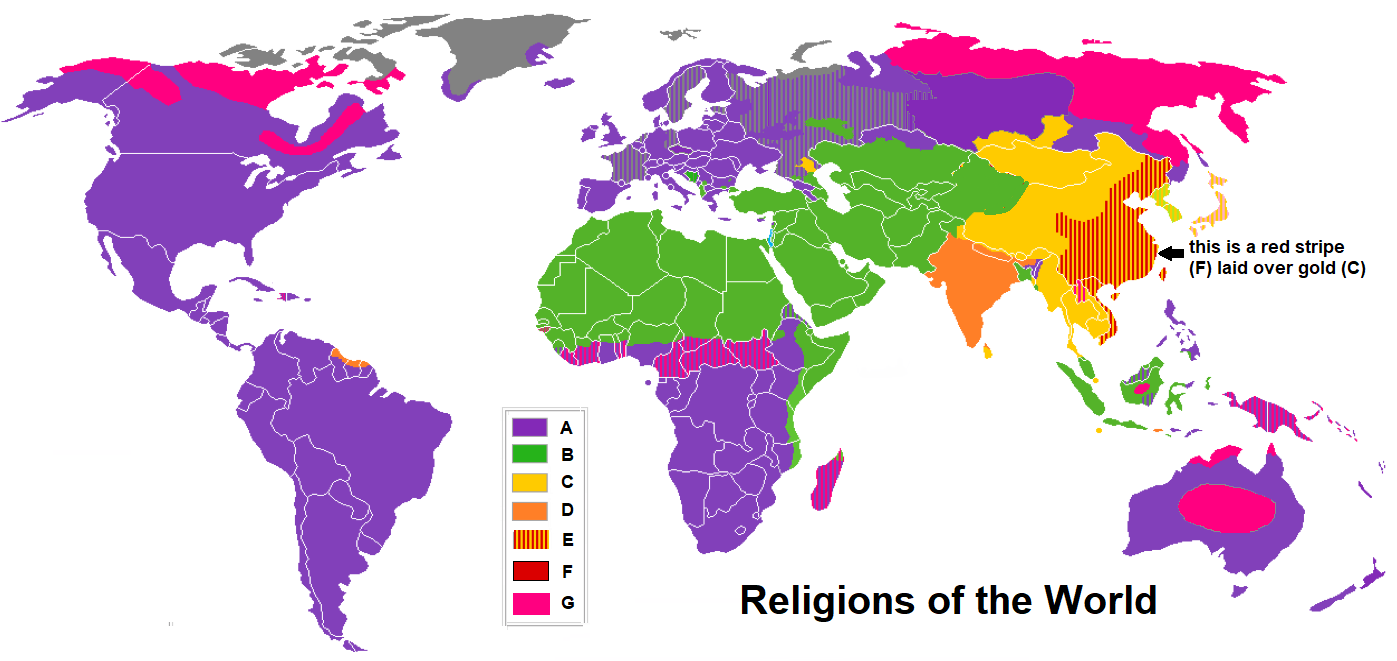 this is a red stripe
(F) laid over gold (C)
A
B
C
D
E
F
G
Religions of the World